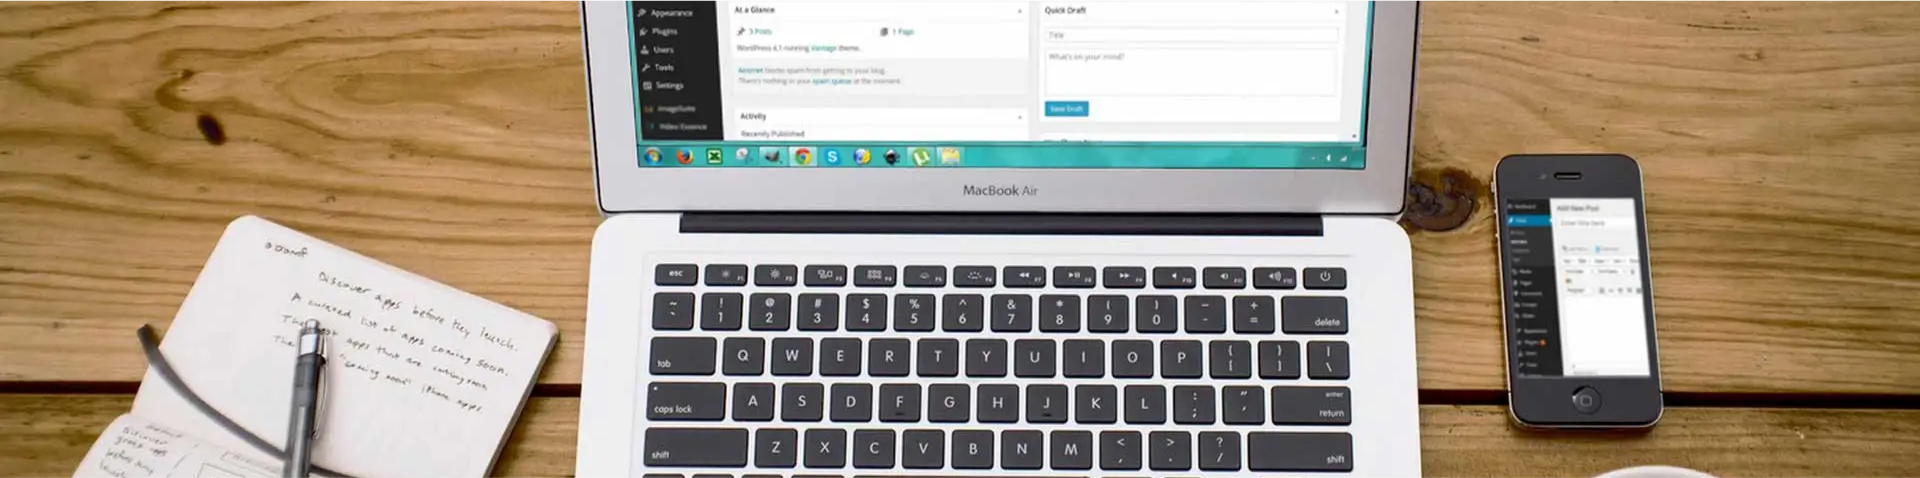 Appearance
Plugins
Users
Tools
Settings
ImageSuite
Video Essence
At a Glance
3 Posts
1 Page
WordPress 4.1 running Vantage theme.
Akismet blocks spam from getting to your blog.
There's nothing in your spam queue at the moment.
Activity
Recently Published
Quick Draft
Title
What's on your mind?
Save Draft
MacBook Air
Discover apps before they launch.
A curated list of apps coming soon.
The best apps that are coming soon
The "coming soon" iPhone apps
Discover
great apps
before they
launch
Add New Post
Enter title here
esc F1 F2 F3 F4 F5 F6 F7 F8 F9 F10 F11 F12
~ ! @ # $ % ^ & * ( ) - +
` 1 2 3 4 5 6 7 8 9 0 - = delete
tab Q W E R T Y U I O P { [ } ] | \
caps lock A S D F G H J K L : ; " ' enter return
shift Z X C V B N M < , > . ? / shift